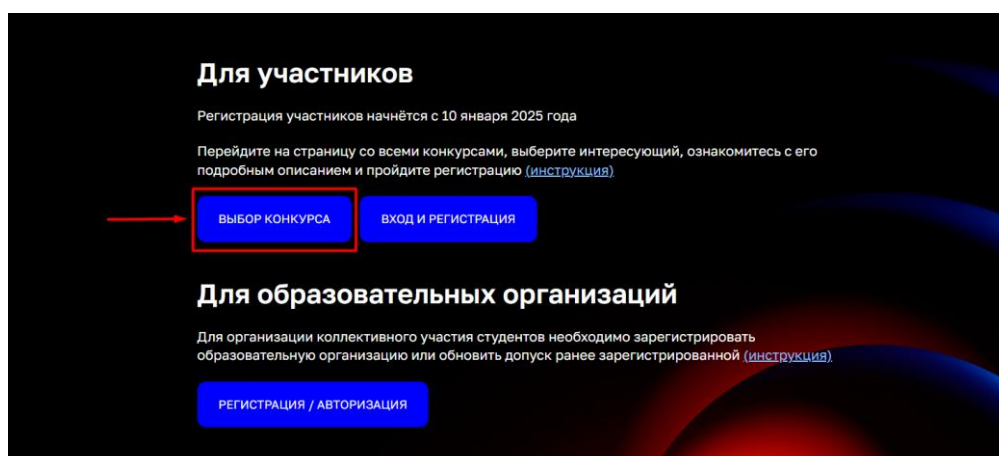 Для участников
Регистрация участников начнётся с 10 января 2025 года
Перейдите на страницу со всеми конкурсами, выберите интересующий, ознакомитесь с его
подробным описанием и пройдите регистрацию (инструкция)
ВЫБОР КОНКУРСА
ВХОД И РЕГИСТРАЦИЯ
Для образовательных организаций
Для организации коллективного участия студентов необходимо зарегистрировать
образовательную организацию или обновить допуск ранее зарегистрированной (инструкция)
РЕГИСТРАЦИЯ / АВТОРИЗАЦИЯ